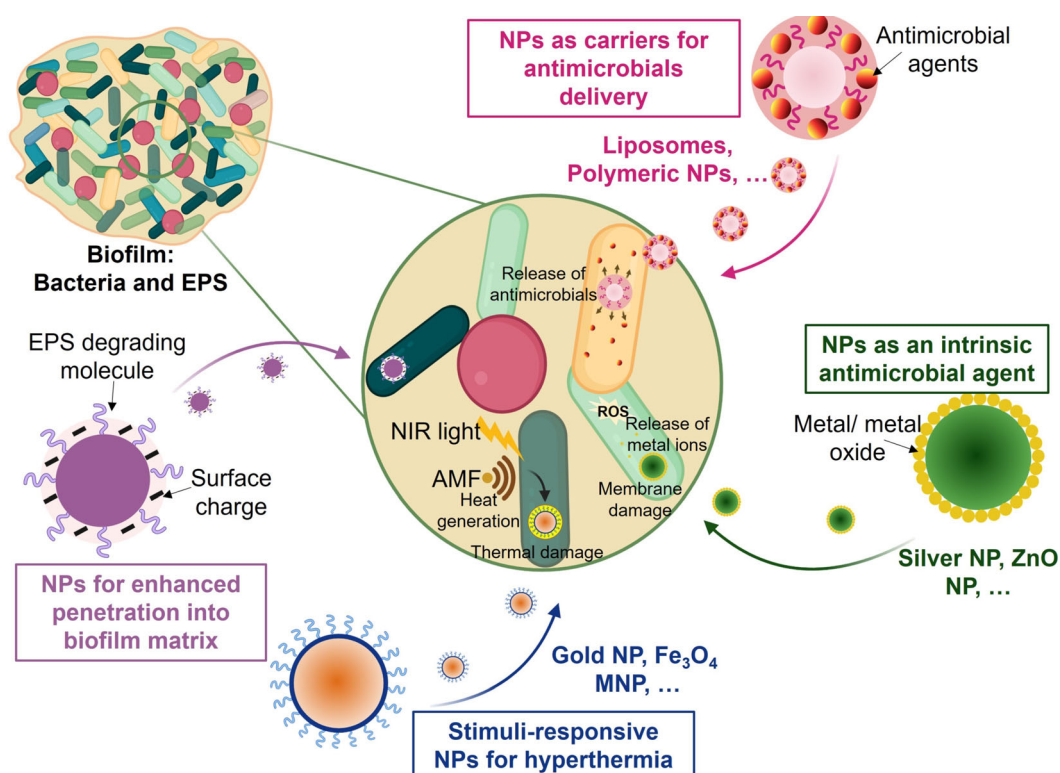 NPs as carriers for
antimicrobials
delivery
Antimicrobial
agents
Liposomes,
Polymeric NPs, ...
Biofilm:
Bacteria and EPS
Release of
antimicrobials
EPS degrading
molecule
Surface
charge
NPs for enhanced
penetration into
biofilm matrix
NIR light
AMF
Heat
generation
Thermal damage
ROS
Release of
metal ions
Membrane
damage
NPs as an intrinsic
antimicrobial agent
Metal/ metal
oxide
Silver NP, ZnO
NP, ...
Gold NP, Fe₃O₄
MNP, ...
Stimuli-responsive
NPs for hyperthermia